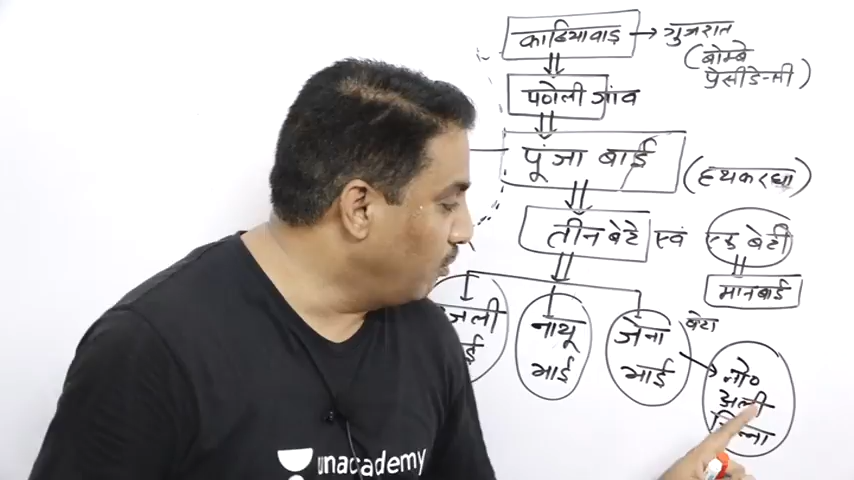 काठियावाड़ → गुजरात
(बोम्बे
प्रेसीडेन्सी)
पनेली गांव
पूंजा बाई
(हथकरघा)
तीन बेटे एवं एक बेटी
मानबाई
नाथू
भाई
जेना
भाई
बेटा
मो०
अली
जिन्ना
unacademy